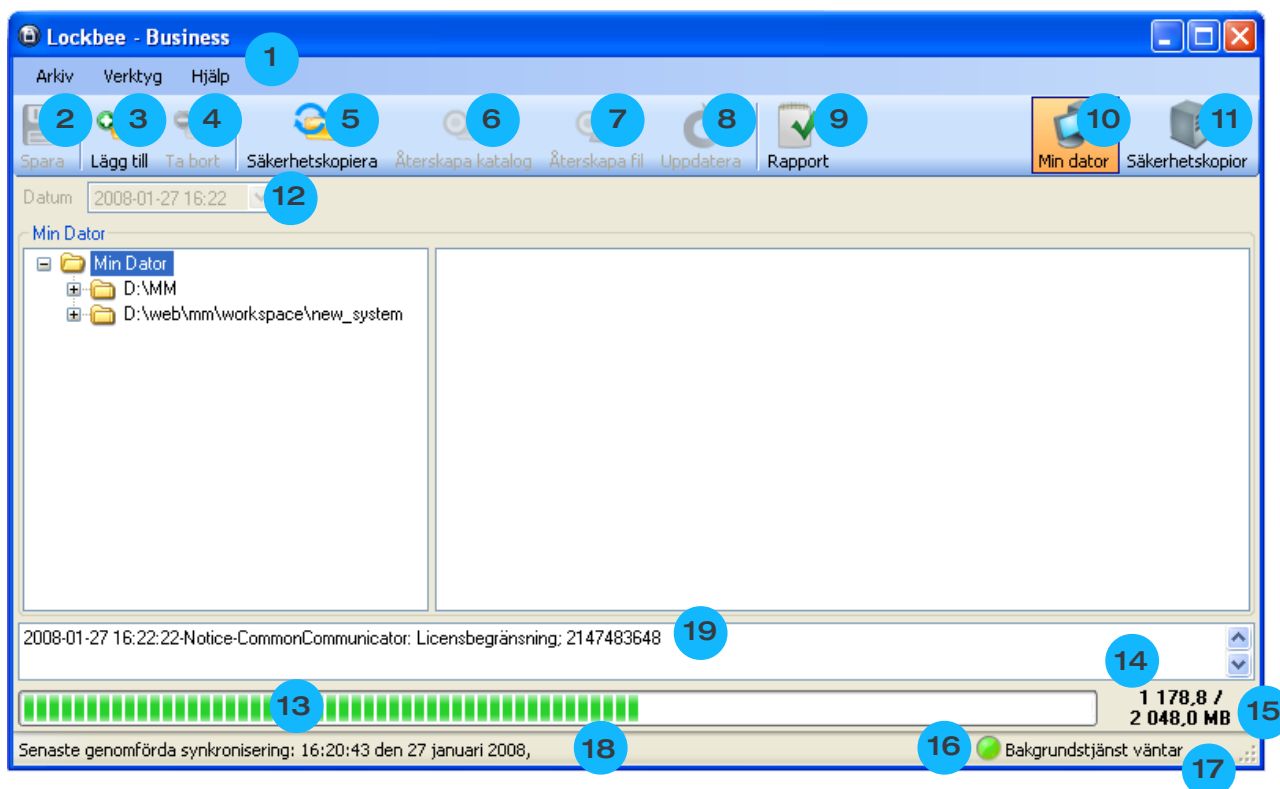 Lockbee - Business
1
Arkiv Verktyg Hjälp
2 3 4 5 6 7 8 9 10 11
Spara Lägg till Ta bort Säkerhetskopiera Återskapa katalog Återskapa fil Uppdatera Rapport Min dator Säkerhetskopior
Datum 2008-01-27 16:22 12
Min Dator
Min Dator
D:\MM
D:\web\mm\workspace\new_system
2008-01-27 16:22:22-Notice-CommonCommunicator: Licensbegränsning; 2147483648 19
14
13 1 178,8 /
2 048,0 MB 15
Senaste genomförda synkronisering: 16:20:43 den 27 januari 2008, 18 16 Bakgrundstjänst väntar
17